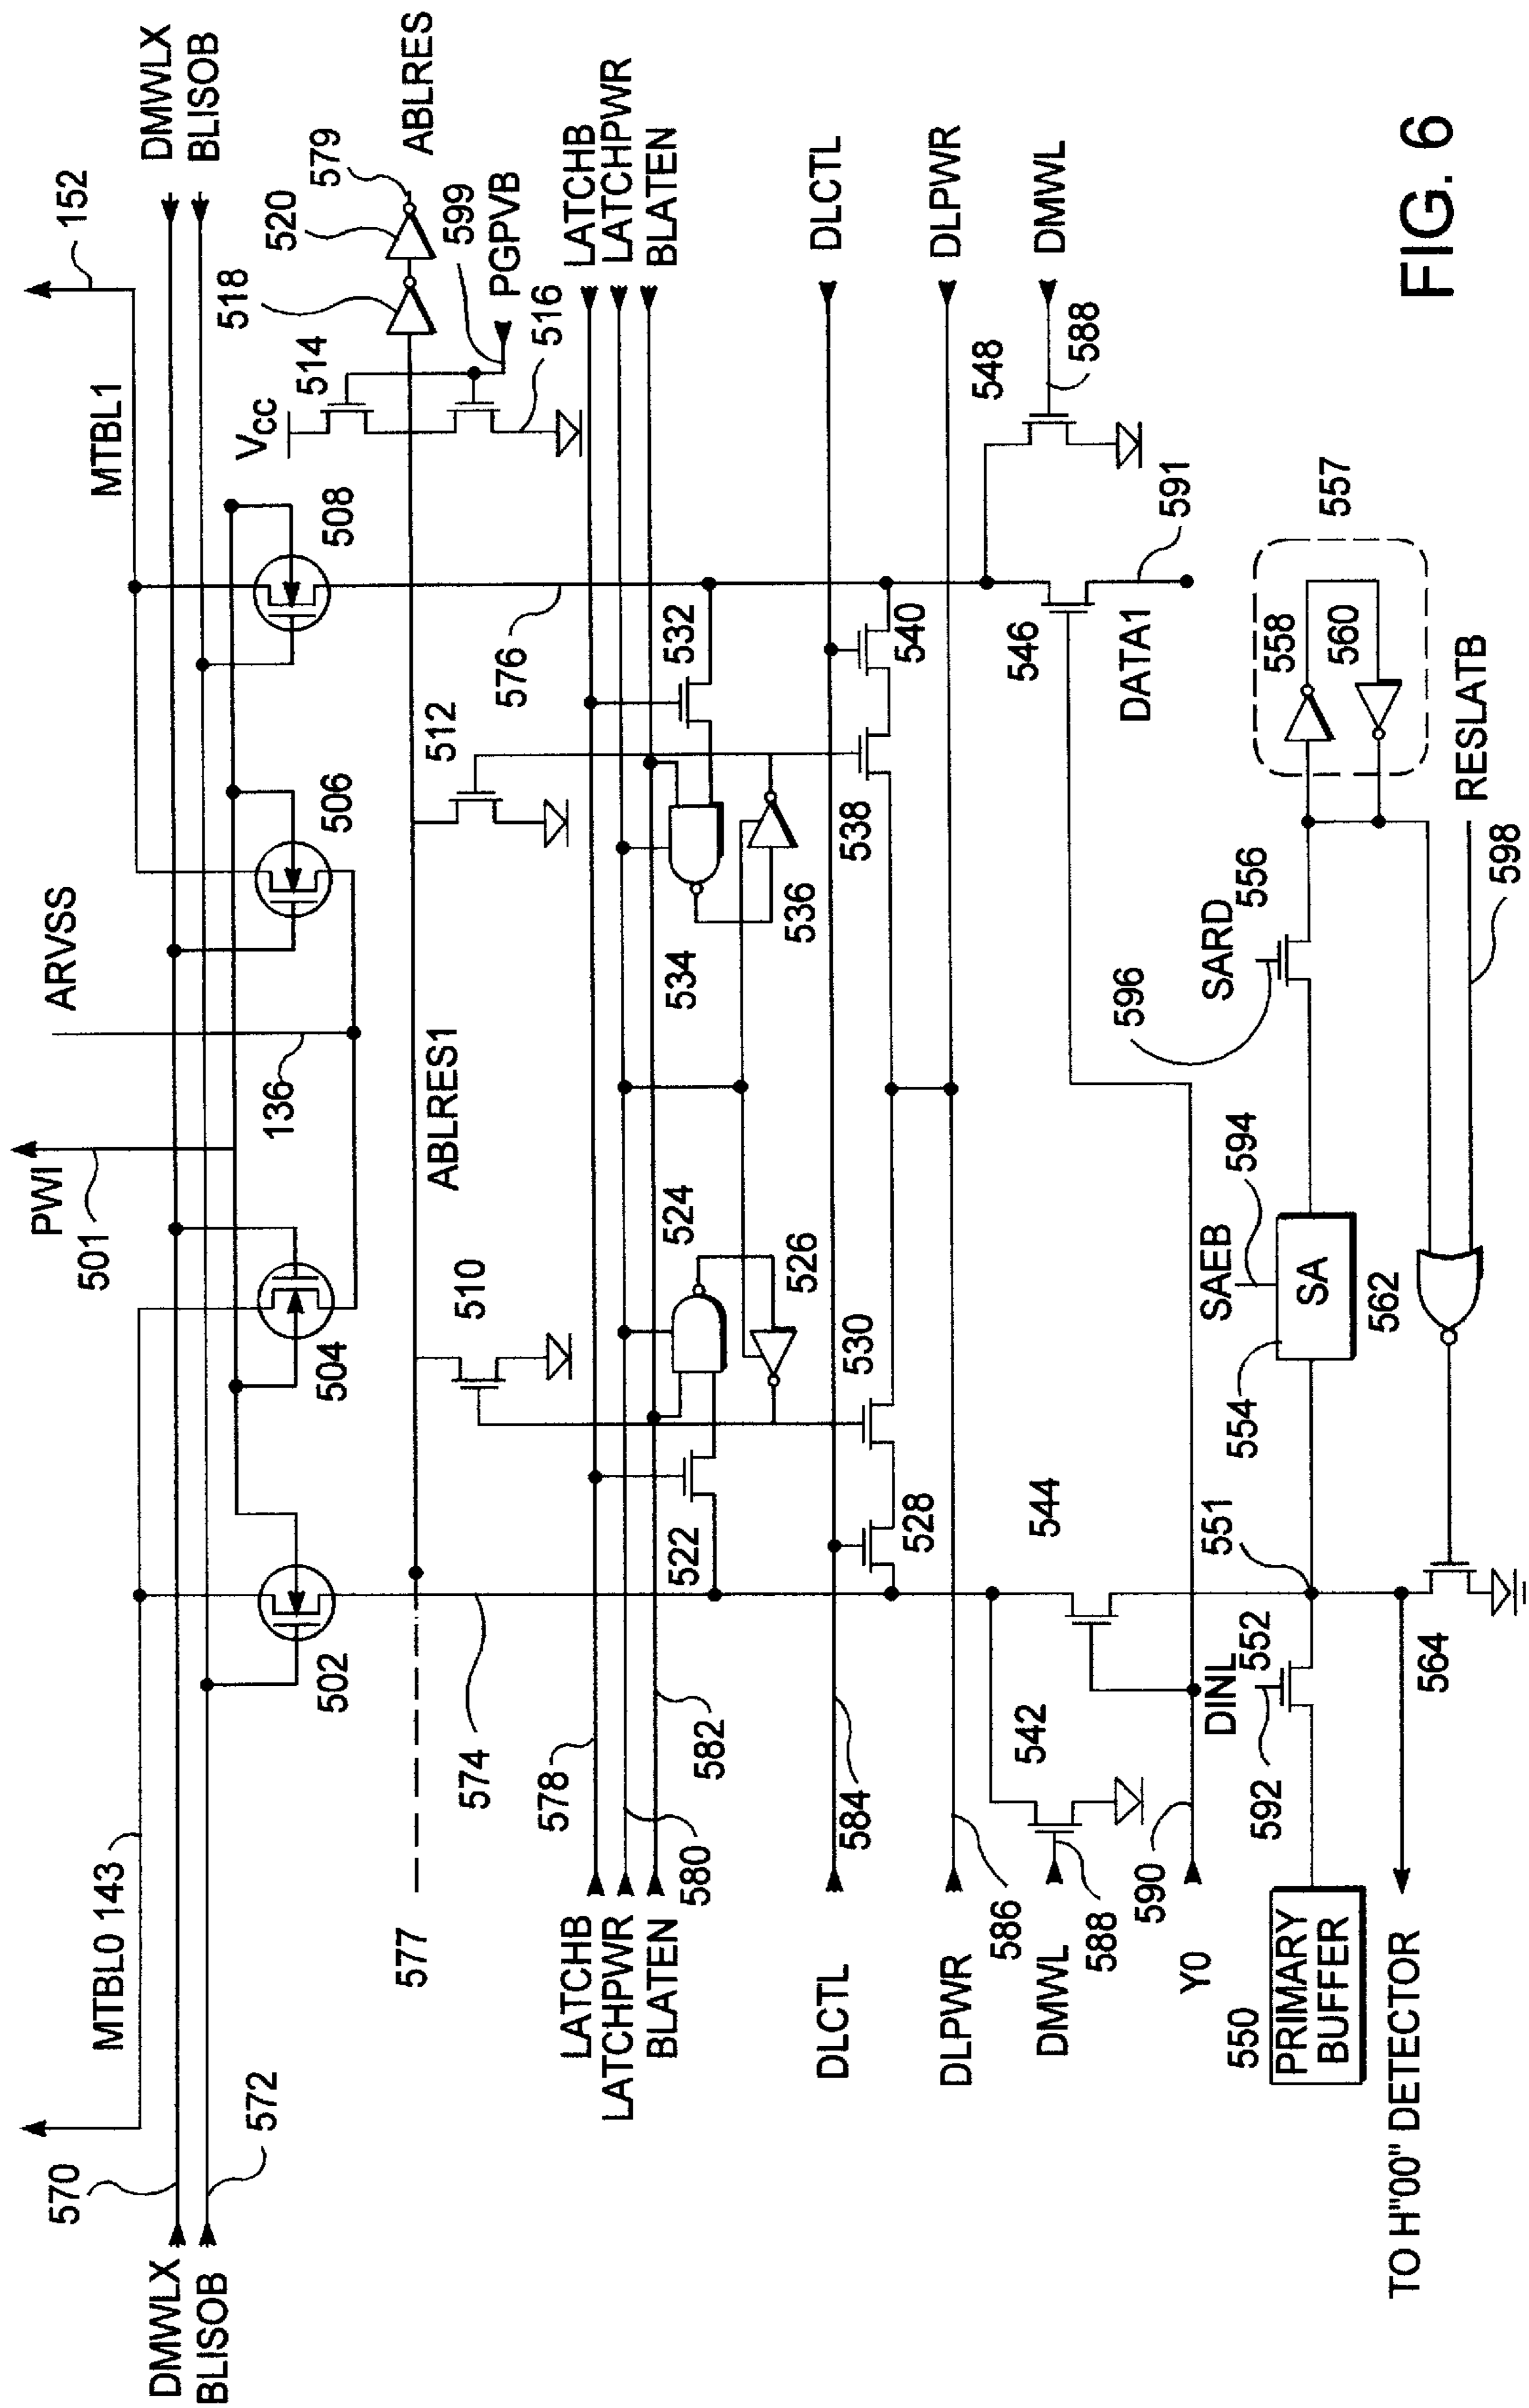 DMWLX
BLISOB
570
572
MTBL0 143
PWI
501
136
ARVSS
MTBL1
152
DMWLX
BLISOB
502
504
506
508
518
520
579
ABLRES
VCC
514
599
PGPVB
516
577
574
ABLRES1
510
512
576
LATCHB
LATCHPWR
BLATEN
578
580
582
522
524
526
534
536
532
LATCHB
LATCHPWR
BLATEN
DLCTL
584
528
530
538
540
DLCTL
DLPWR
586
DLPWR
DMWL
588
542
544
546
548
588
DMWL
Y0
590
DATA1
591
550
PRIMARY
BUFFER
592
DINL
552
551
554
SAEB
594
SA
596
SARD
556
558
560
557
TO H"00" DETECTOR
564
562
598
RESLATB
FIG. 6